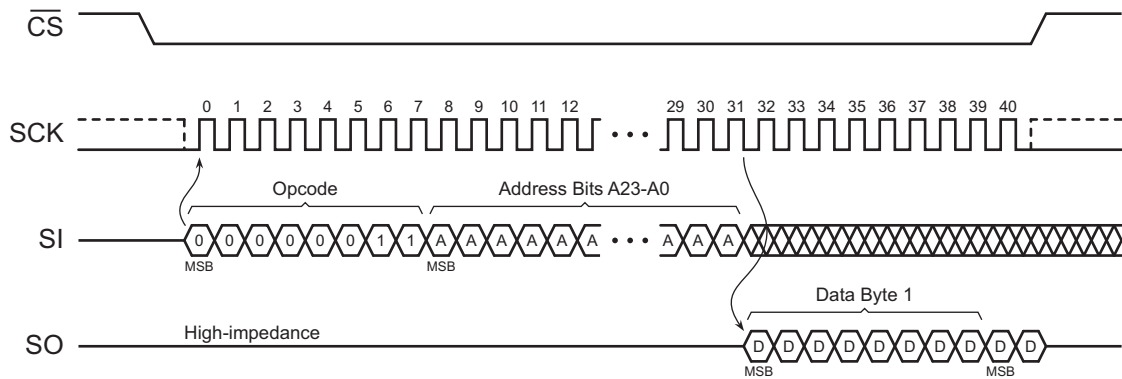 CS
0 1 2 3 4 5 6 7 8 9 10 11 12 29 30 31 32 33 34 35 36 37 38 39 40
SCK
Opcode Address Bits A23-A0
SI 0 0 0 0 0 0 1 1 A A A A A A A A A
MSB MSB
Data Byte 1
High-impedance
SO D D D D D D D D D D
MSB MSB